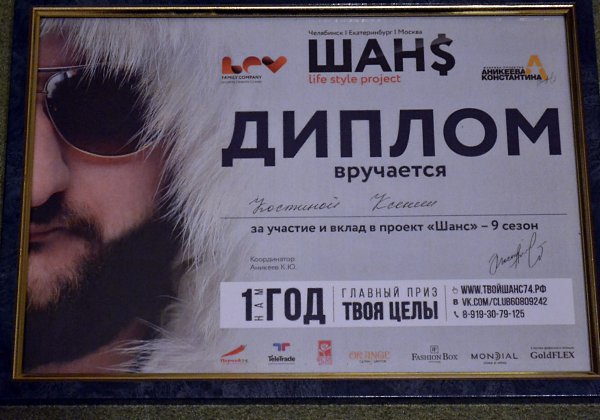 Челябинск | Екатеринбург | Москва
ШАН$
life style project
LOV
FAMILY COMPANY
АНИКЕЕВА
КОНСТАНТИНА
ДИПЛОМ
вручается
Костиной Ксении
за участие и вклад в проект «Шанс» – 9 сезон
Координатор
Аникеев К.Ю.
1 НАМ ГОД
ГЛАВНЫЙ ПРИЗ
ТВОЯ ЦЕЛЬ!
WWW.ТВОЙШАНС74.РФ
VK.COM/CLUB60809242
8-919-30-79-125
TeleTrade
ORANGE
FASHION BOX
MONDIAL
GoldFLEX